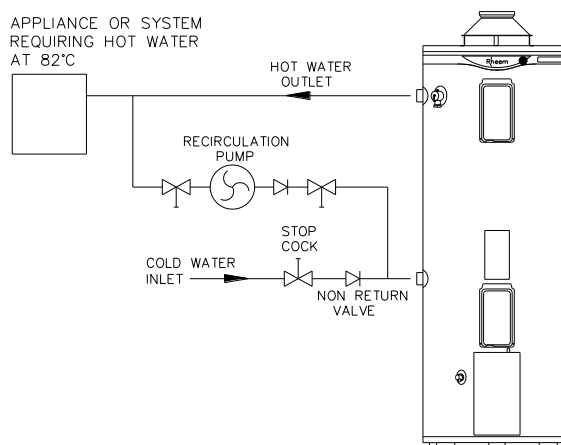 APPLIANCE OR SYSTEM
REQUIRING HOT WATER
AT 82°C
HOT WATER
OUTLET
Rheem
RECIRCULATION
PUMP
STOP
COCK
COLD WATER
INLET
NON RETURN
VALVE